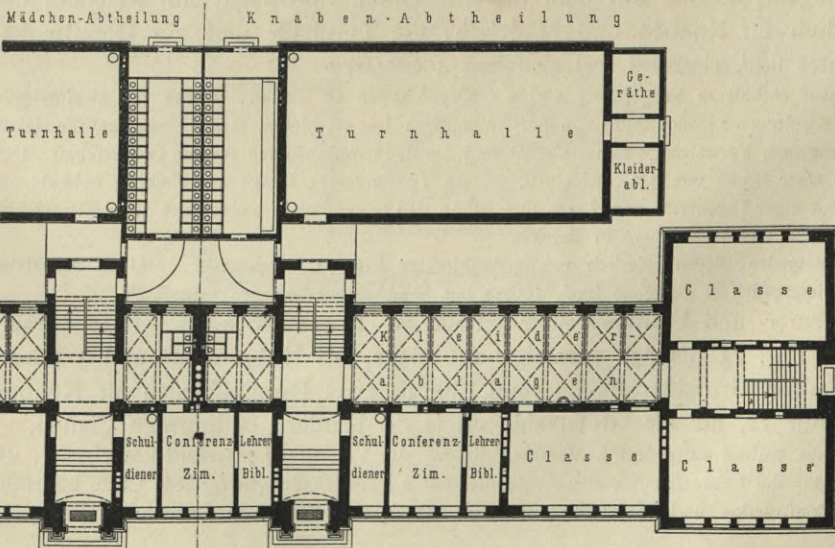 Mädchen-Abtheilung Knaben-Abtheilung
Turnhalle
Turnhalle
Ge-
räthe
Kleider-
abl.
Classe
Kleider-
ablagen
Schul-
diener
Conferenz-
Zim.
Lehrer
Bibl.
Schul-
diener
Conferenz-
Zim.
Lehrer
Bibl.
Classe
Classe